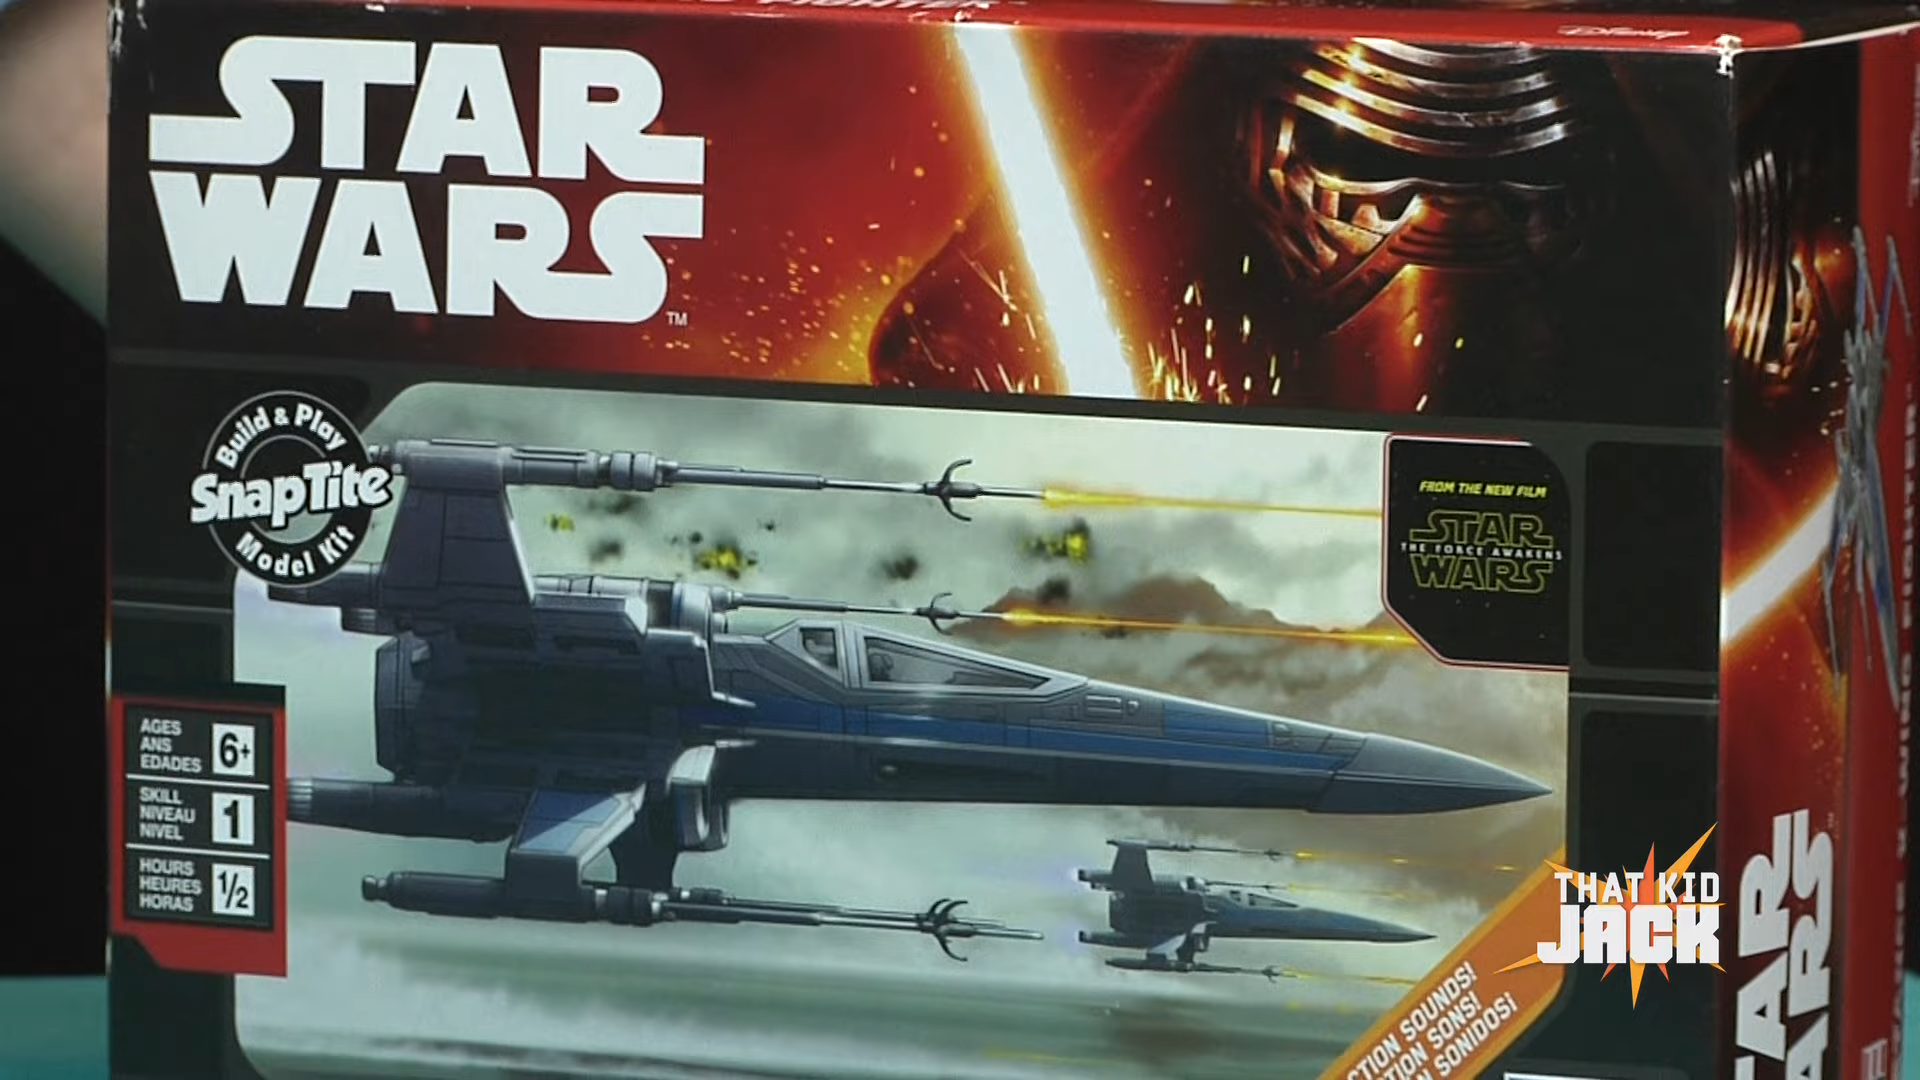 STAR
WARS
TM
Build & Play
SnapTite
Model Kit
FROM THE NEW FILM
STAR
THE FORCE AWAKENS
WARS
AGES
ANS
EDADES
6+
SKILL
NIVEAU
NIVEL
1
HOURS
HEURES
HORAS
1/2
SOUNDS!
SONS!
SONIDOS!
THAT KID
JACK